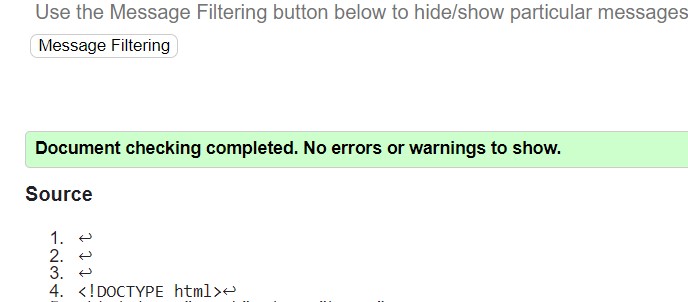 Use the Message Filtering button below to hide/show particular messages
Message Filtering
Document checking completed. No errors or warnings to show.
Source
1. ↩
2. ↩
3. ↩
4. <!DOCTYPE html>↩